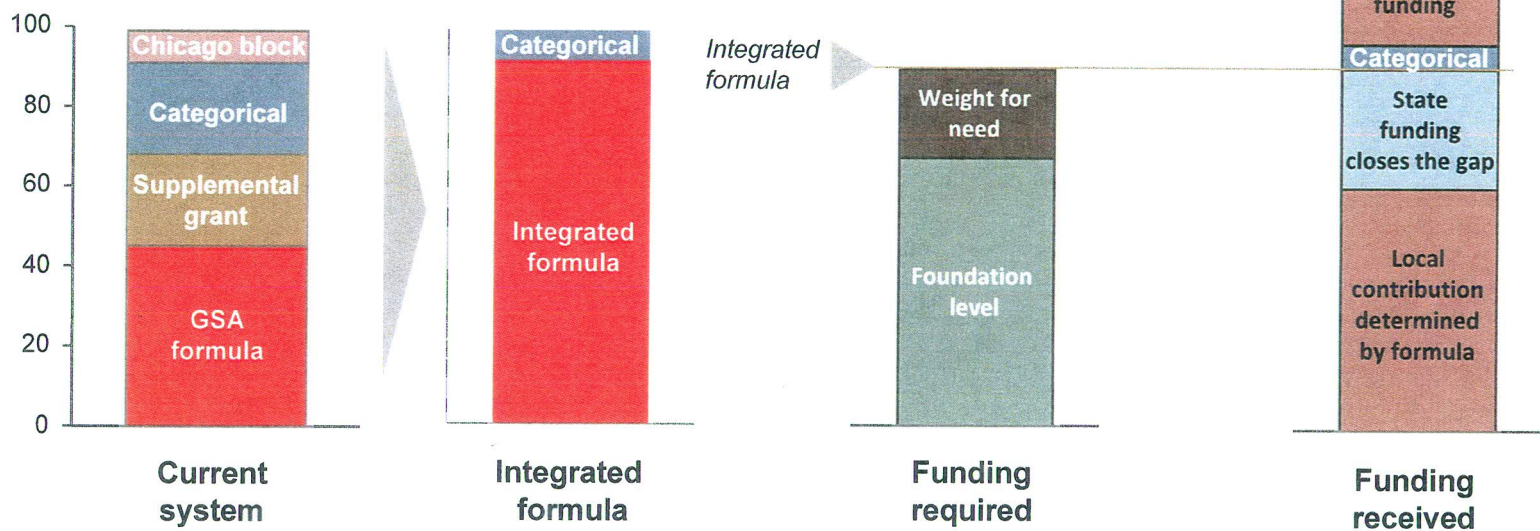 100
80
60
40
20
0
Chicago block
Categorical
Supplemental
grant
GSA
formula
Current
system
Categorical
Integrated
formula
Integrated
formula
Integrated
formula
Weight for
need
Foundation
level
Funding
required
funding
Categorical
State
funding
closes the gap
Local
contribution
determined
by formula
Funding
received